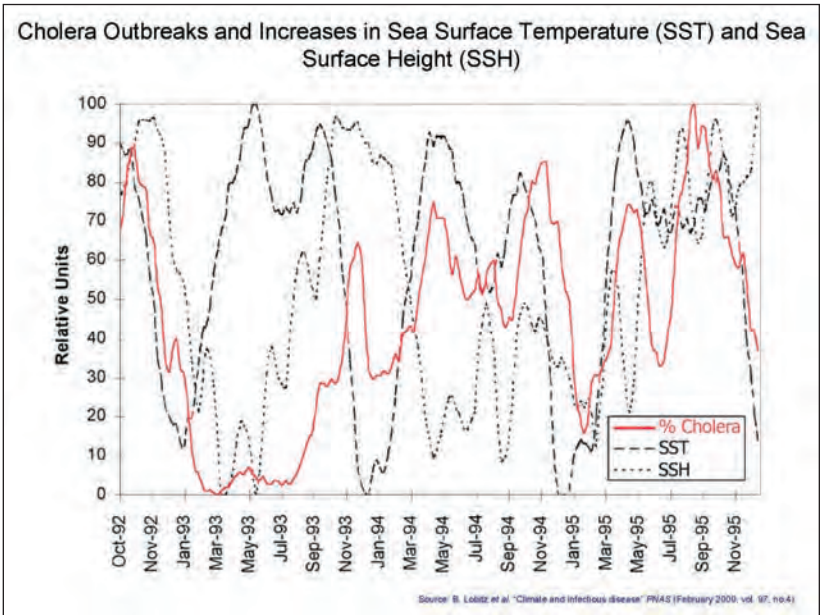 Cholera Outbreaks and Increases in Sea Surface Temperature (SST) and Sea
Surface Height (SSH)
100
90
80
70
60
50
40
30
20
10
0
Relative Units
% Cholera
SST
SSH
Oct-92
Nov-92
Jan-93
Mar-93
May-93
Jul-93
Sep-93
Nov-93
Jan-94
Mar-94
May-94
Jul-94
Sep-94
Nov-94
Jan-95
Mar-95
May-95
Jul-95
Sep-95
Nov-95
Source: B. Lobitz et al. "Climate and infectious disease" PNAS (February 2000, vol. 97, no.4)